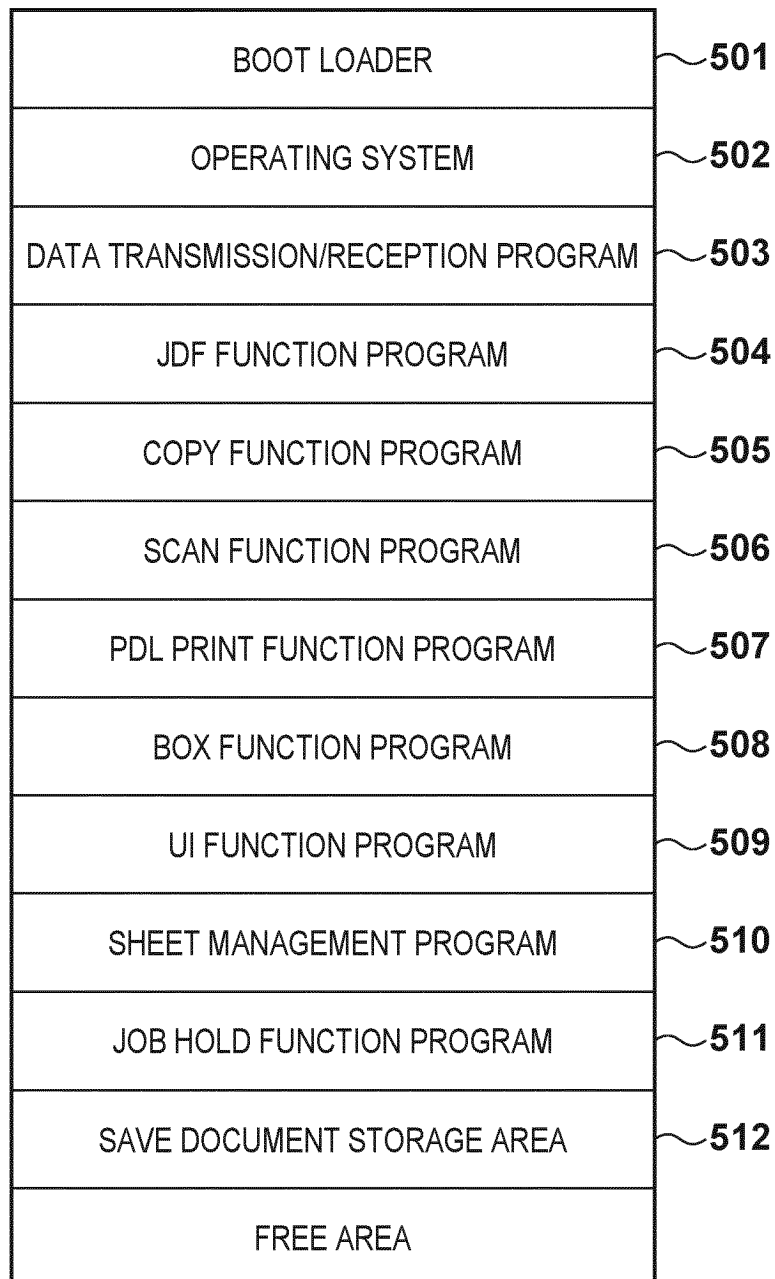 BOOT LOADER 501
OPERATING SYSTEM 502
DATA TRANSMISSION/RECEPTION PROGRAM 503
JDF FUNCTION PROGRAM 504
COPY FUNCTION PROGRAM 505
SCAN FUNCTION PROGRAM 506
PDL PRINT FUNCTION PROGRAM 507
BOX FUNCTION PROGRAM 508
UI FUNCTION PROGRAM 509
SHEET MANAGEMENT PROGRAM 510
JOB HOLD FUNCTION PROGRAM 511
SAVE DOCUMENT STORAGE AREA 512
FREE AREA